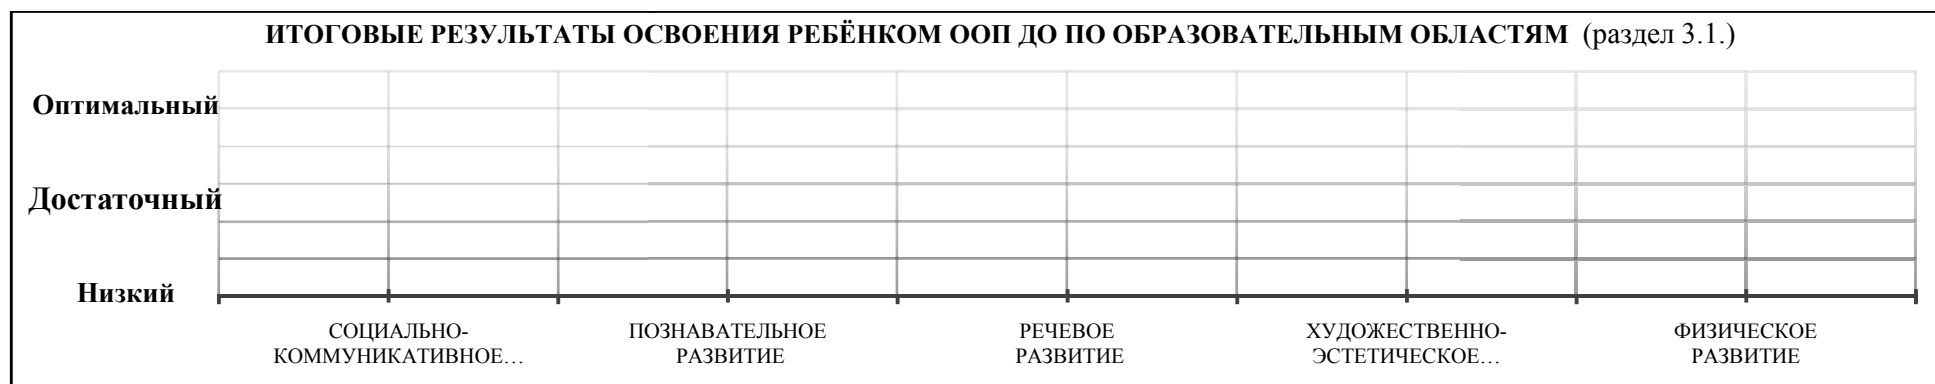 ИТОГОВЫЕ РЕЗУЛЬТАТЫ ОСВОЕНИЯ РЕБЁНКОМ ООП ДО ПО ОБРАЗОВАТЕЛЬНЫМ ОБЛАСТЯМ (раздел 3.1.)
Оптимальный
Достаточный
Низкий
СОЦИАЛЬНО-
КОММУНИКАТИВНОЕ…
ПОЗНАВАТЕЛЬНОЕ
РАЗВИТИЕ
РЕЧЕВОЕ
РАЗВИТИЕ
ХУДОЖЕСТВЕННО-
ЭСТЕТИЧЕСКОЕ…
ФИЗИЧЕСКОЕ
РАЗВИТИЕ